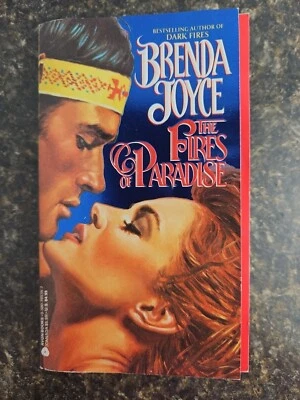 BESTSELLING AUTHOR OF
DARK FIRES
BRENDA
JOYCE
THE
FIRES
OF PARADISE